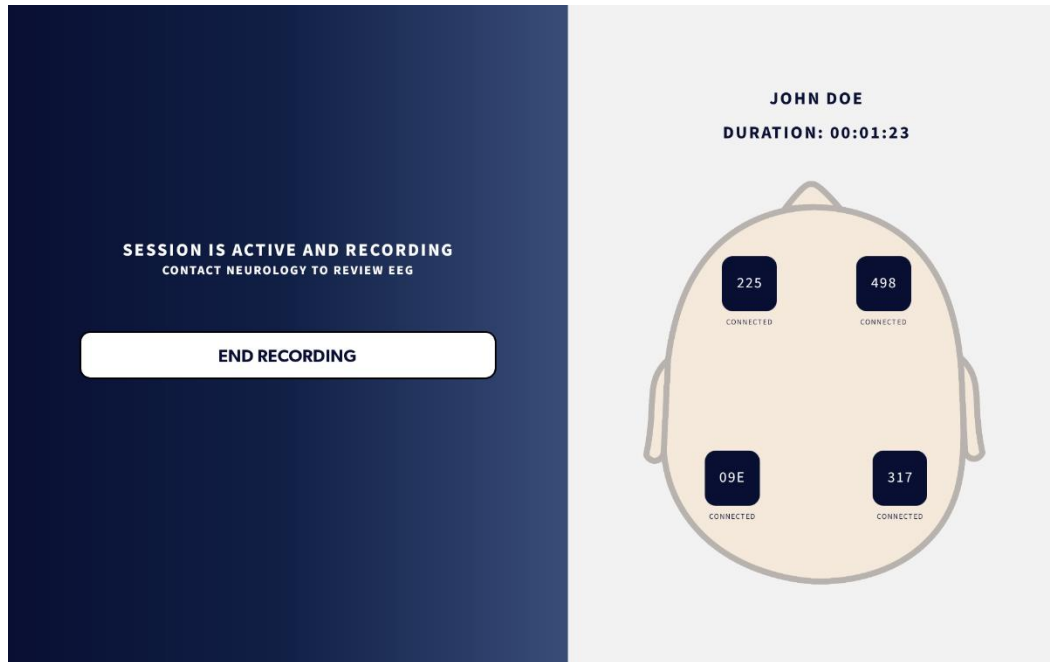 SESSION IS ACTIVE AND RECORDING
CONTACT NEUROLOGY TO REVIEW EEG
END RECORDING
JOHN DOE
DURATION: 00:01:23
225
498
CONNECTED
CONNECTED
09E
317
CONNECTED
CONNECTED